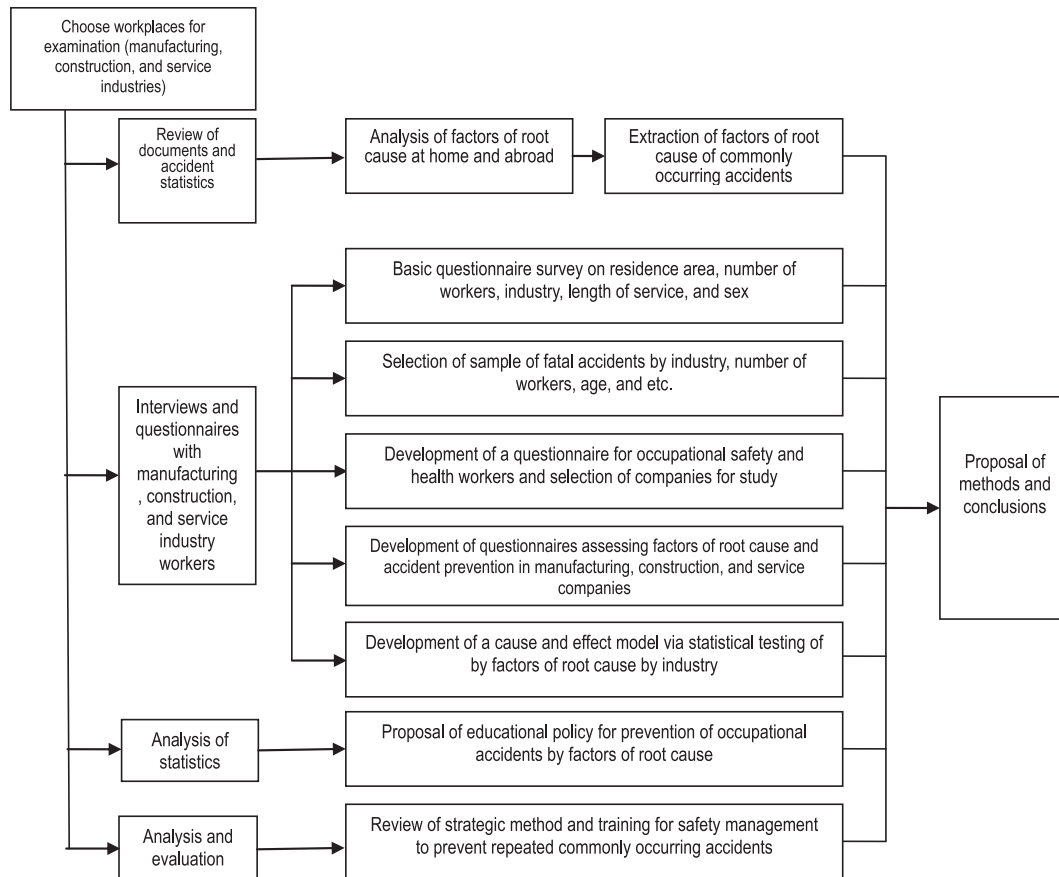 Choose workplaces for
examination (manufacturing,
construction, and service
industries)
Review of
documents and
accident
statistics
Analysis of factors of root
cause at home and abroad
Extraction of factors of root
cause of commonly
occurring accidents
Basic questionnaire survey on residence area, number of
workers, industry, length of service, and sex
Selection of sample of fatal accidents by industry, number of
workers, age, and etc.
Interviews and
questionnaires
with
manufacturing
, construction,
and service
industry
workers
Development of a questionnaire for occupational safety and
health workers and selection of companies for study
Development of questionnaires assessing factors of root cause and
accident prevention in manufacturing, construction, and service
companies
Development of a cause and effect model via statistical testing of
by factors of root cause by industry
Analysis of
statistics
Proposal of educational policy for prevention of occupational
accidents by factors of root cause
Analysis and
evaluation
Review of strategic method and training for safety management
to prevent repeated commonly occurring accidents
Proposal of
methods and
conclusions